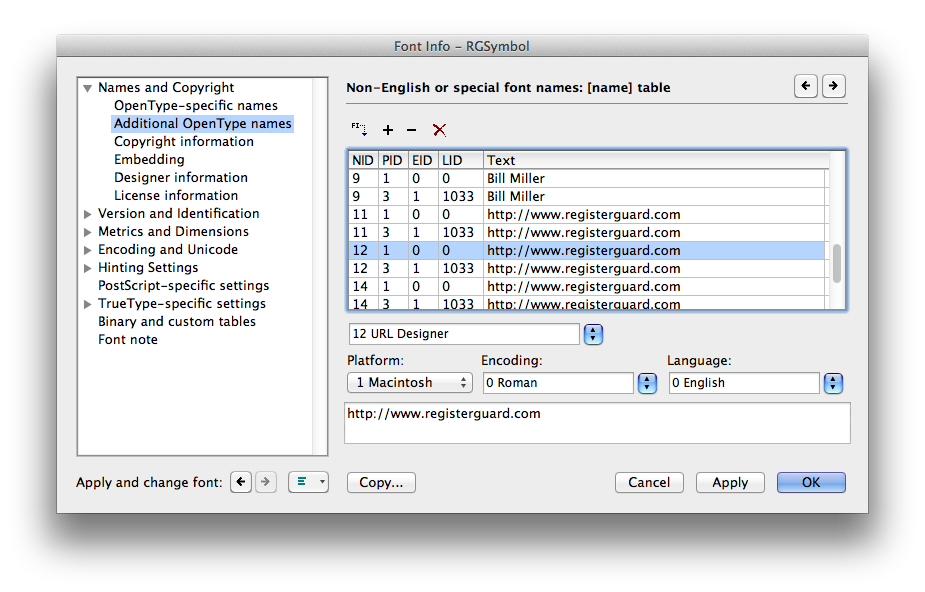 Font Info – RGSymbol
Names and Copyright
OpenType-specific names
Additional OpenType names
Copyright information
Embedding
Designer information
License information
Version and Identification
Metrics and Dimensions
Encoding and Unicode
Hinting Settings
PostScript-specific settings
TrueType-specific settings
Binary and custom tables
Font note
Non-English or special font names: [name] table
FI
NID PID EID LID Text
9 1 0 0 Bill Miller
9 3 1 1033 Bill Miller
11 1 0 0 http://www.registerguard.com
11 3 1 1033 http://www.registerguard.com
12 1 0 0 http://www.registerguard.com
12 3 1 1033 http://www.registerguard.com
14 1 0 0 http://www.registerguard.com
14 3 1 1033 http://www.registerguard.com
12 URL Designer
Platform: Encoding: Language:
1 Macintosh 0 Roman 0 English
http://www.registerguard.com
Apply and change font: Copy... Cancel Apply OK